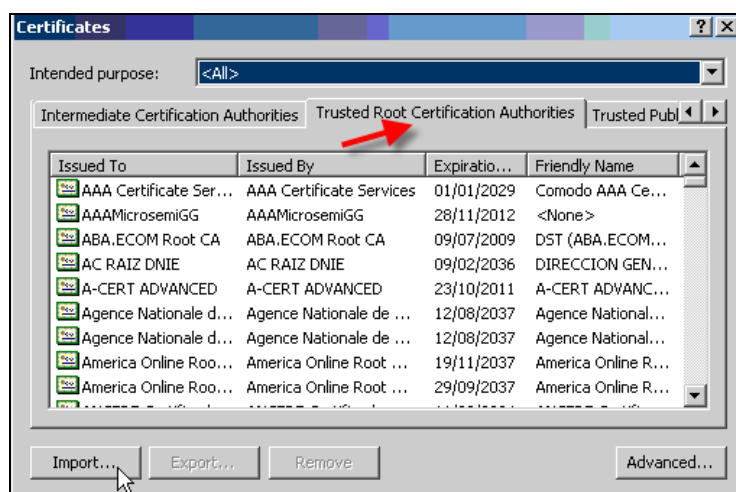 Certificates
Intended purpose: <All>
Intermediate Certification Authorities Trusted Root Certification Authorities Trusted Publ
Issued To Issued By Expiratio... Friendly Name
AAA Certificate Ser... AAA Certificate Services 01/01/2029 Comodo AAA Ce...
AAAMicrosemiGG AAAMicrosemiGG 28/11/2012 <None>
ABA.ECOM Root CA ABA.ECOM Root CA 09/07/2009 DST (ABA.ECOM...
AC RAIZ DNIE AC RAIZ DNIE 09/02/2036 DIRECCION GEN...
A-CERT ADVANCED A-CERT ADVANCED 23/10/2011 A-CERT ADVANC...
Agence Nationale d... Agence Nationale de ... 12/08/2037 Agence National...
Agence Nationale d... Agence Nationale de ... 12/08/2037 Agence National...
America Online Roo... America Online Root ... 19/11/2037 America Online R...
America Online Roo... America Online Root ... 29/09/2037 America Online R...
Import... Export... Remove Advanced...